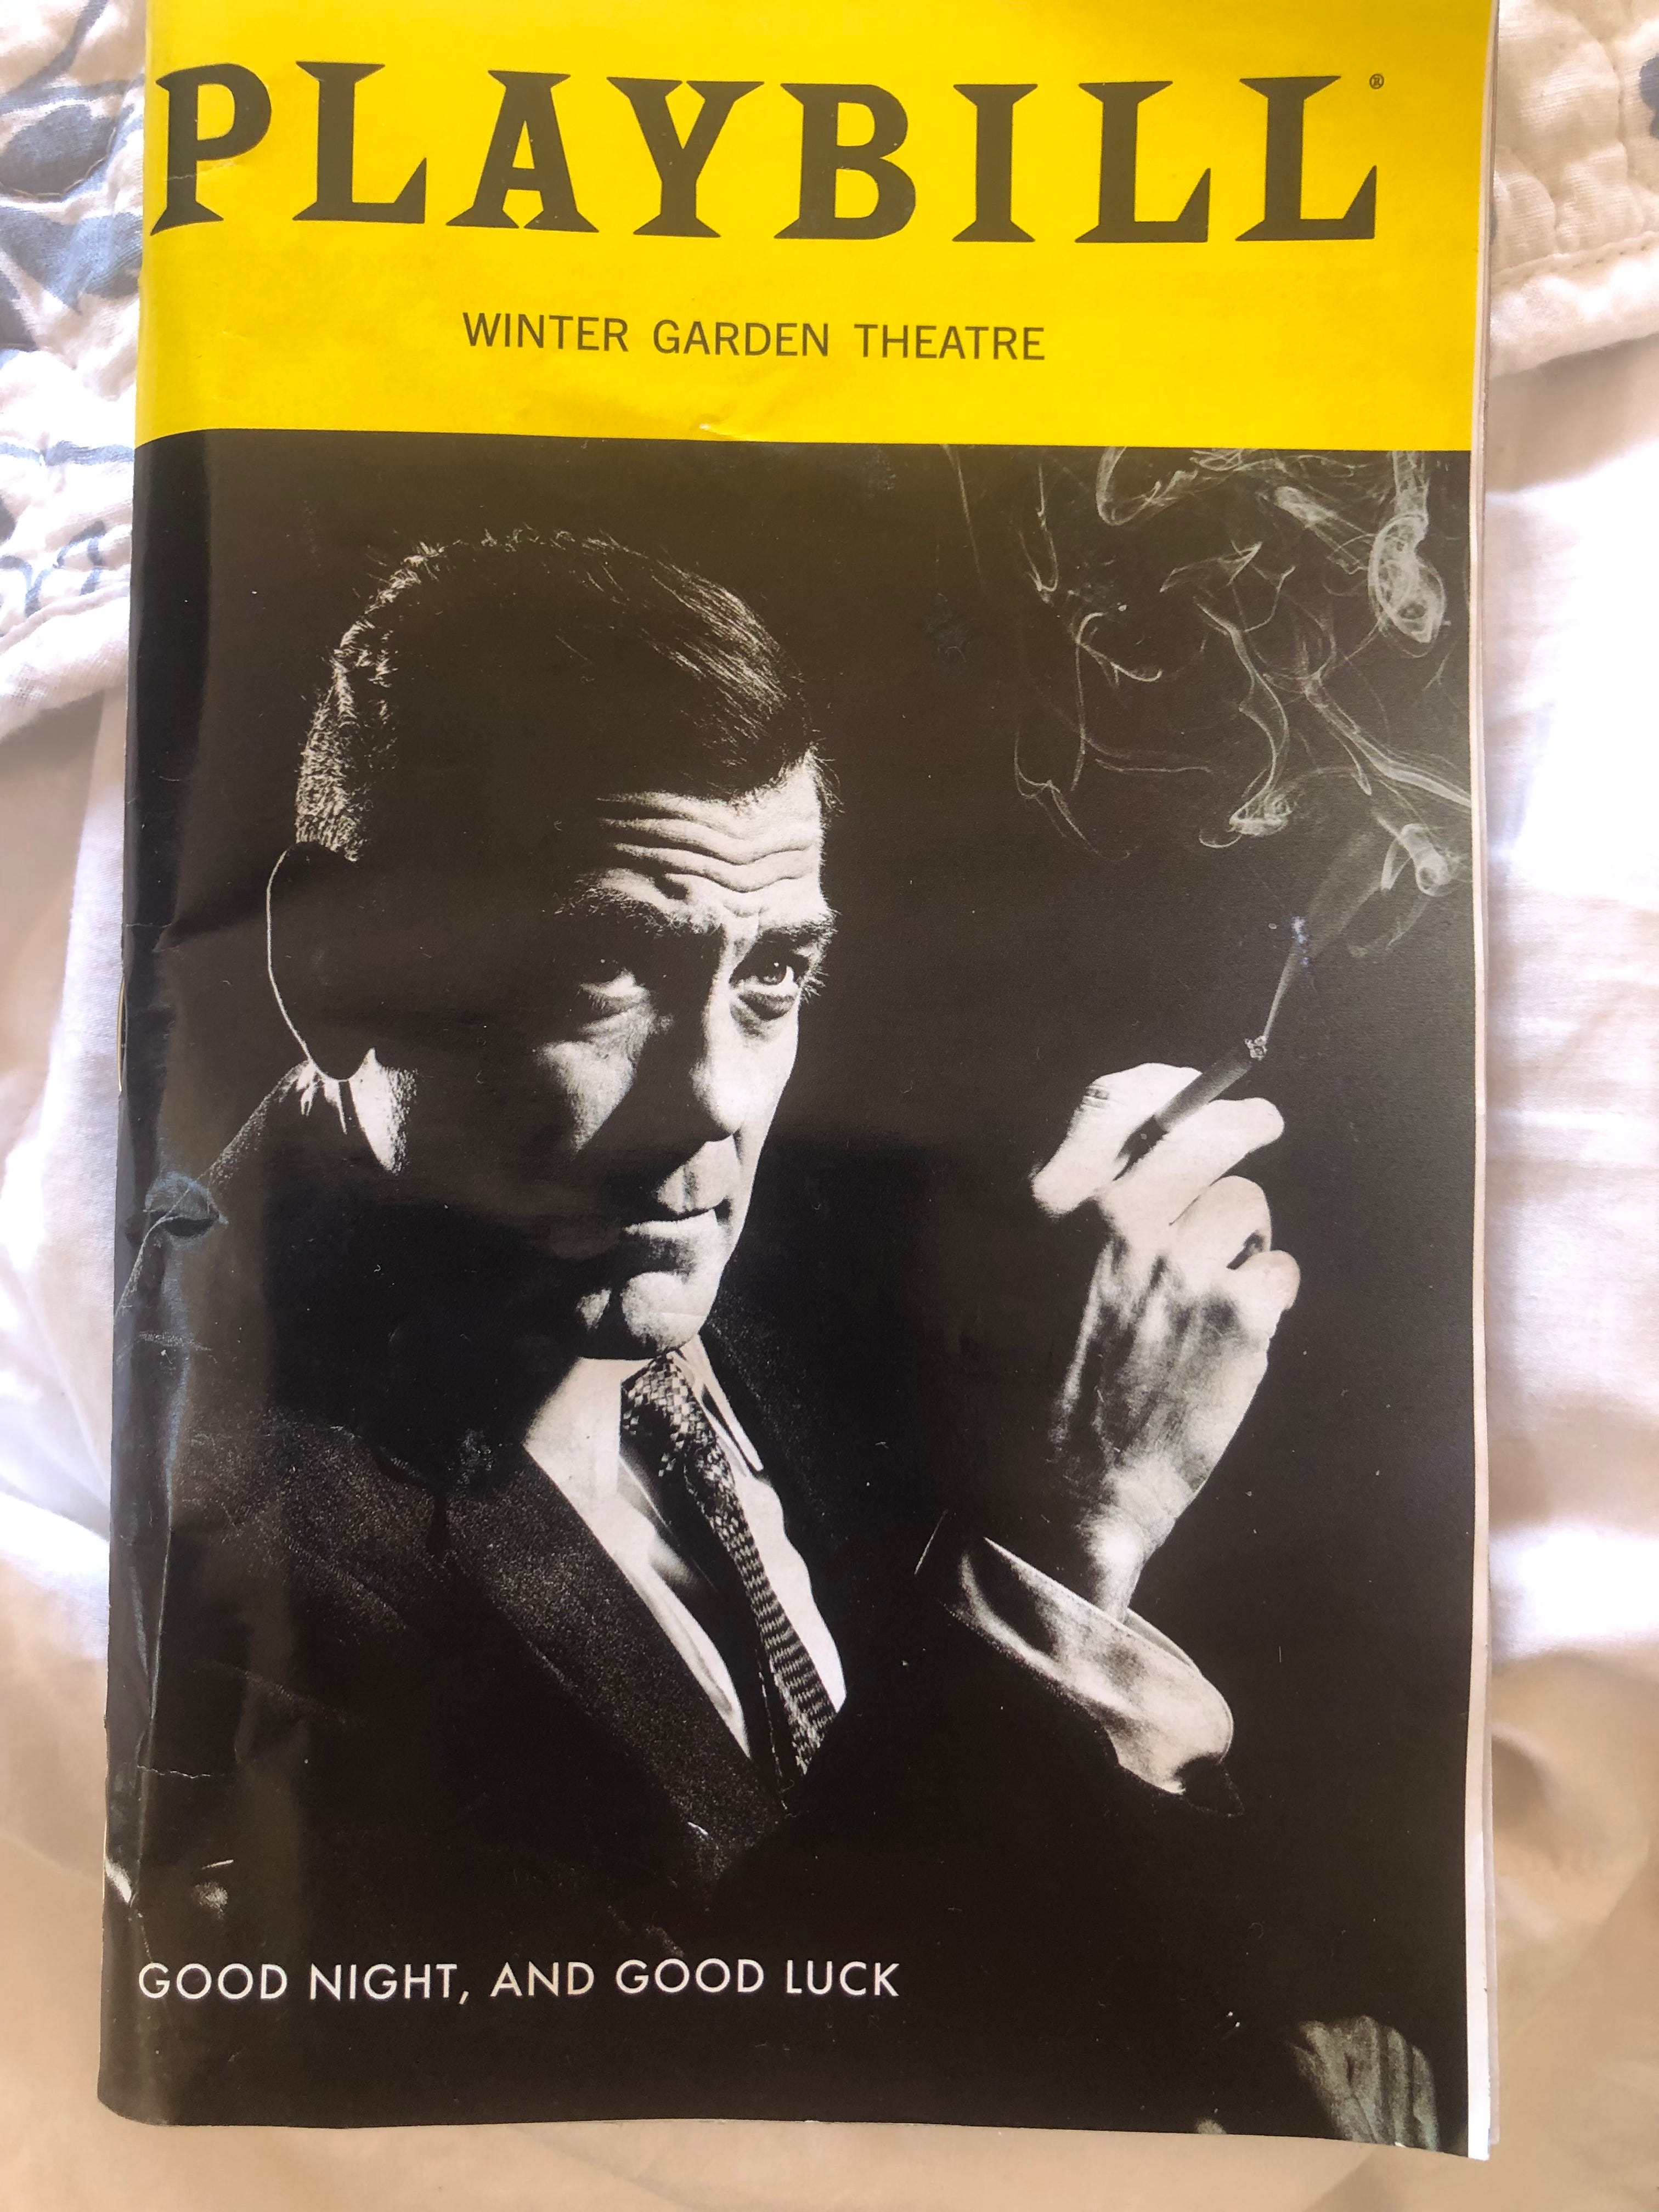 PLAYBILL®
WINTER GARDEN THEATRE
GOOD NIGHT, AND GOOD LUCK